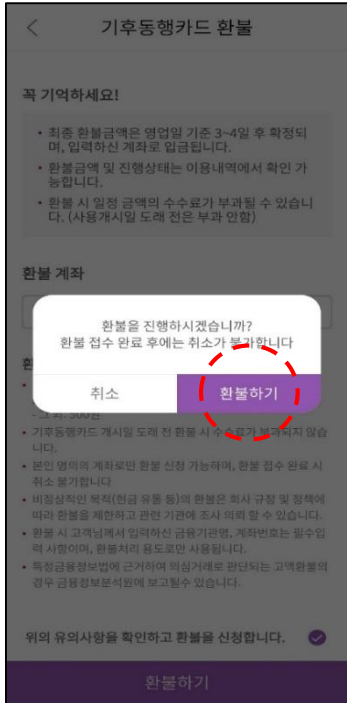 기후동행카드 환불
꼭 기억하세요!
• 최종 환불금액은 영업일 기준 3~4일 후 확정되
며, 입력하신 계좌로 입금됩니다.
• 환불금액 및 진행상태는 이용내역에서 확인 가
능합니다.
• 환불 시 일정 금액의 수수료가 부과될 수 있습니
다. (사용개시일 도래 전은 부과 안함)
환불 계좌
환불을 진행하시겠습니까?
환불 접수 완료 후에는 취소가 불가합니다
취소
환불하기
- 그 외: 500원
• 기후동행카드 개시일 도래 전 환불 시 수수료가 부과되지 않습
니다.
• 본인 명의의 계좌로만 환불 신청 가능하며, 환불 접수 완료 시
취소 불가합니다
• 비정상적인 목적(현금 유통 등)의 환불은 회사 규정 및 정책에
따라 환불을 제한하고 관련 기관에 조사 의뢰 할 수 있습니다.
• 환불 시 고객님께서 입력하신 금융기관명, 계좌번호는 필수입
력 사항이며, 환불처리 용도로만 사용됩니다.
• 특정금융정보법에 근거하여 의심거래로 판단되는 고액환불의
경우 금융정보분석원에 보고될수 있습니다.
위의 유의사항을 확인하고 환불을 신청합니다.
환불하기